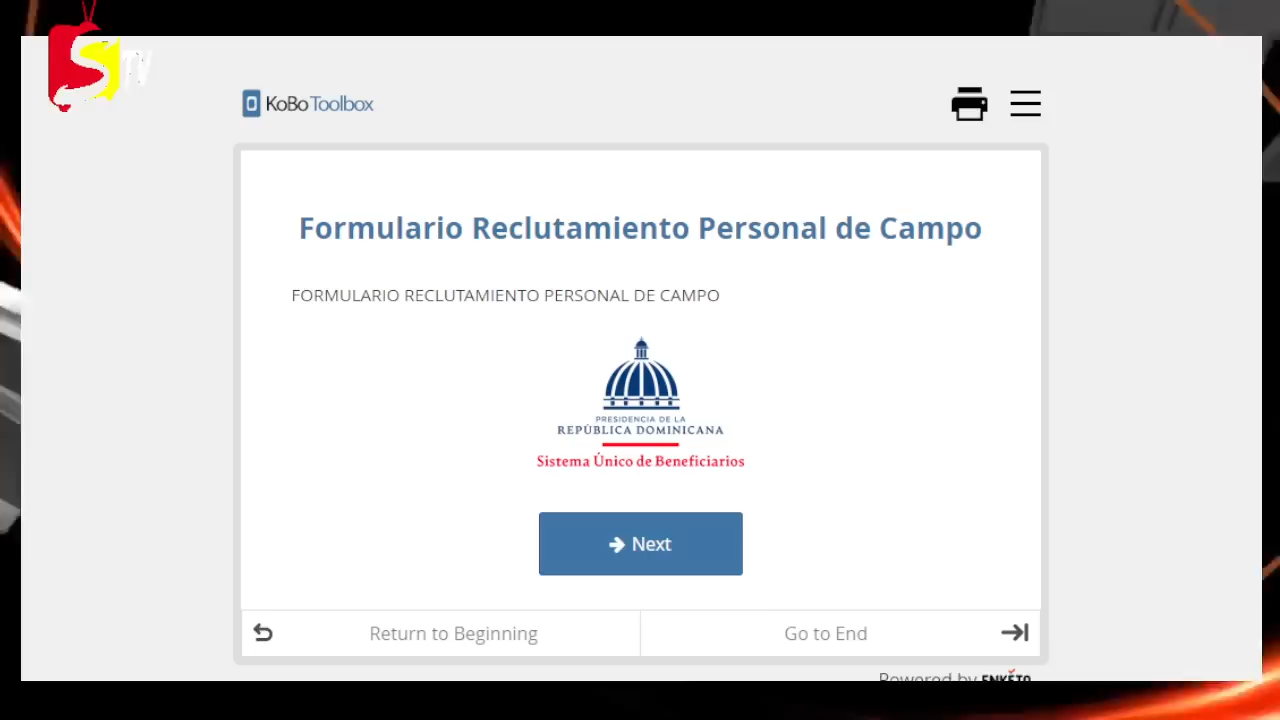 STV
KoBoToolbox
Formulario Reclutamiento Personal de Campo
FORMULARIO RECLUTAMIENTO PERSONAL DE CAMPO
PRESIDENCIA DE LA
REPÚBLICA DOMINICANA
Sistema Único de Beneficiarios
Next
Return to Beginning
Go to End
Powered by ENKETO